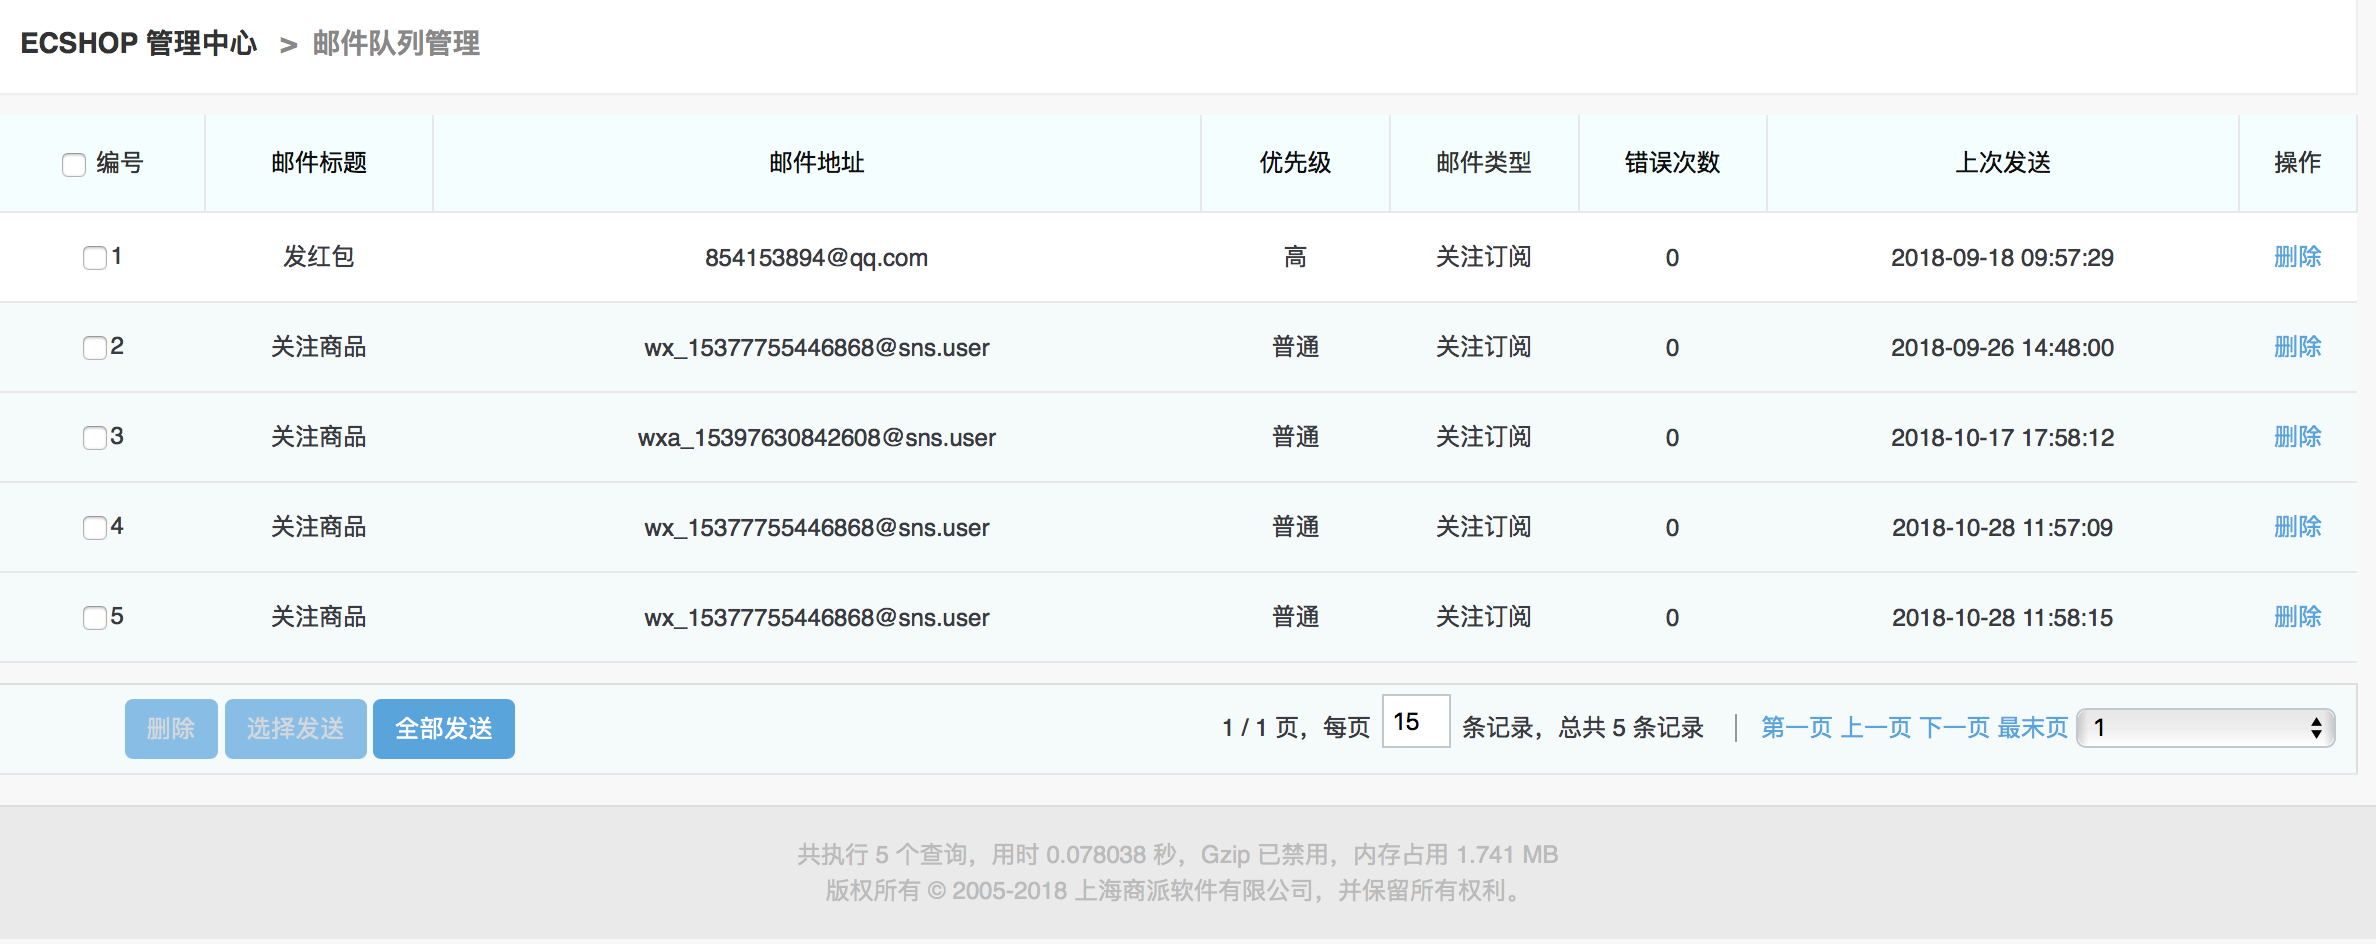 ECSHOP 管理中心 > 邮件队列管理
编号 邮件标题 邮件地址 优先级 邮件类型 错误次数 上次发送 操作
1 发红包 854153894@qq.com 高 关注订阅 0 2018-09-18 09:57:29 删除
2 关注商品 wx_15377755446868@sns.user 普通 关注订阅 0 2018-09-26 14:48:00 删除
3 关注商品 wxa_15397630842608@sns.user 普通 关注订阅 0 2018-10-17 17:58:12 删除
4 关注商品 wx_15377755446868@sns.user 普通 关注订阅 0 2018-10-28 11:57:09 删除
5 关注商品 wx_15377755446868@sns.user 普通 关注订阅 0 2018-10-28 11:58:15 删除
删除 选择发送 全部发送 1 / 1 页，每页 15 条记录，总共 5 条记录 | 第一页 上一页 下一页 最末页 1
共执行 5 个查询，用时 0.078038 秒，Gzip 已禁用，内存占用 1.741 MB
版权所有 © 2005-2018 上海商派软件有限公司，并保留所有权利。